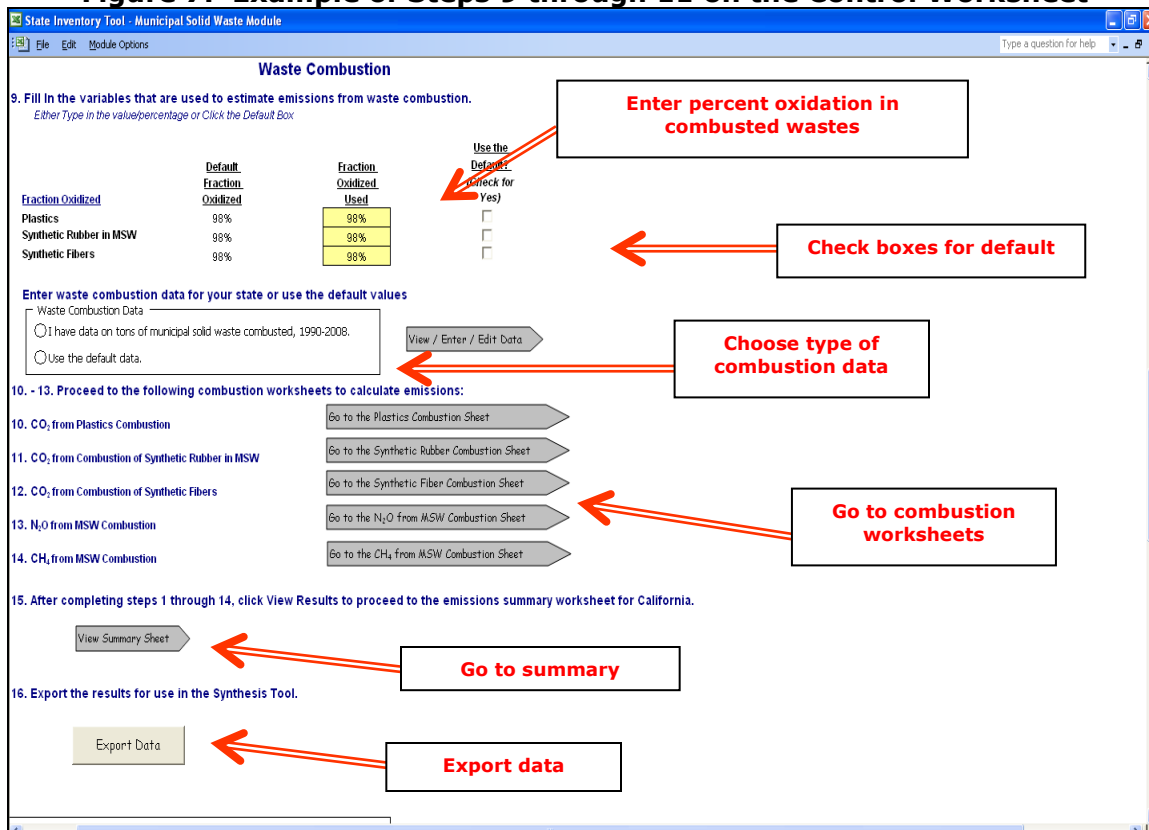 Figure 7. Example of Steps 9 through 11 on the Control Worksheet
State Inventory Tool - Municipal Solid Waste Module
File Edit Module Options
Type a question for help
Waste Combustion
9. Fill In the variables that are used to estimate emissions from waste combustion.
Either Type in the value/percentage or Click the Default Box
Enter percent oxidation in
combusted wastes
Use the
Default Fraction Default?
Fraction Oxidized (Check for
Fraction Oxidized Oxidized Used Yes)
Plastics 98% 98%
Synthetic Rubber in MSW 98% 98%
Synthetic Fibers 98% 98%
Check boxes for default
Enter waste combustion data for your state or use the default values
Waste Combustion Data
I have data on tons of municipal solid waste combusted, 1990-2008.
Use the default data.
View / Enter / Edit Data
Choose type of
combustion data
10. - 13. Proceed to the following combustion worksheets to calculate emissions:
10. CO₂ from Plastics Combustion Go to the Plastics Combustion Sheet
11. CO₂ from Combustion of Synthetic Rubber in MSW Go to the Synthetic Rubber Combustion Sheet
12. CO₂ from Combustion of Synthetic Fibers Go to the Synthetic Fiber Combustion Sheet
13. N₂O from MSW Combustion Go to the N₂O from MSW Combustion Sheet
14. CH₄ from MSW Combustion Go to the CH₄ from MSW Combustion Sheet
Go to combustion
worksheets
15. After completing steps 1 through 14, click View Results to proceed to the emissions summary worksheet for California.
View Summary Sheet
Go to summary
16. Export the results for use in the Synthesis Tool.
Export Data
Export data